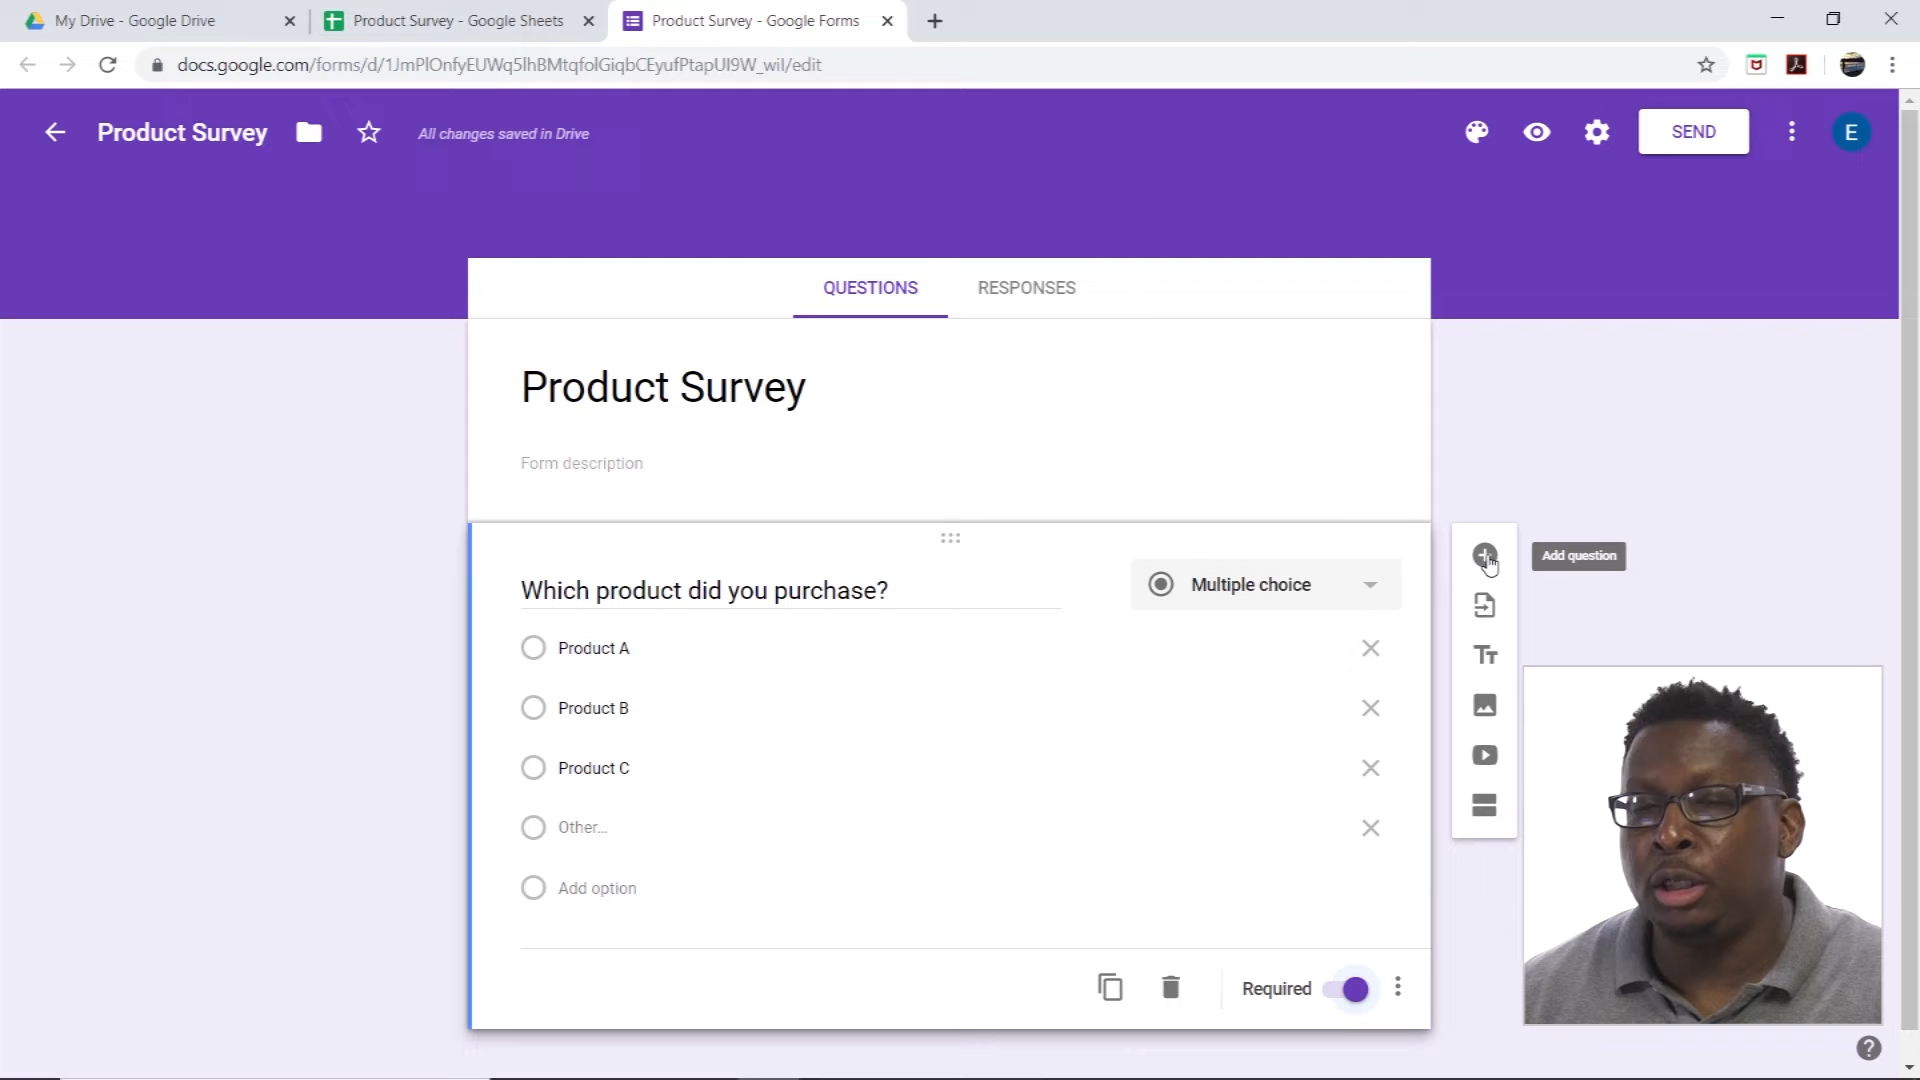 My Drive - Google Drive
Product Survey - Google Sheets
Product Survey - Google Forms
docs.google.com/forms/d/1JmPlOnfyEUWq5lhBMtqfolGiqbCEyufPtapUI9W_wiI/edit
Product Survey
All changes saved in Drive
SEND
E
QUESTIONS
RESPONSES
Product Survey
Form description
Which product did you purchase?
Multiple choice
Add question
Product A
Product B
Product C
Other...
Add option
Required